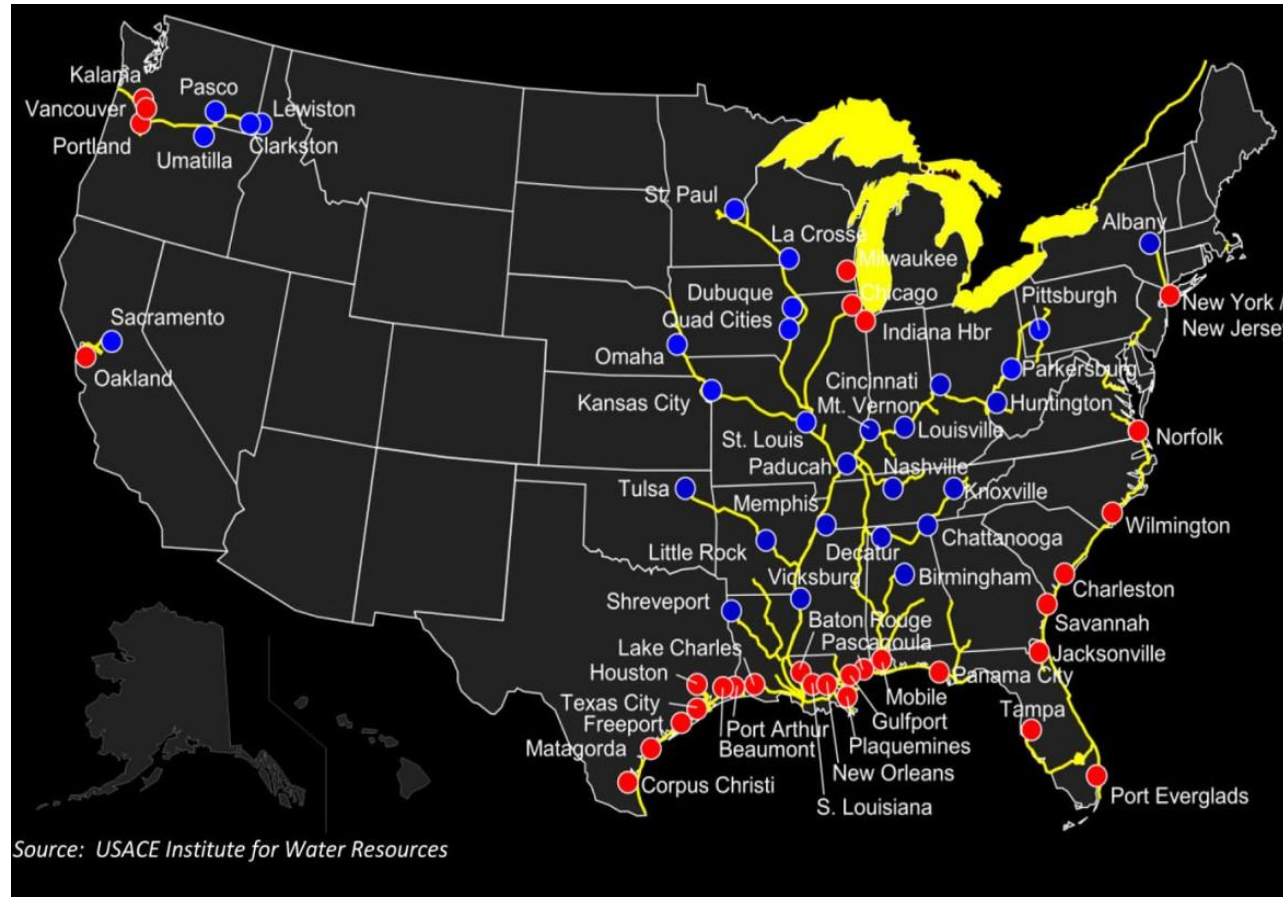 Kalama
Pasco
Vancouver
Lewiston
Portland
Clarkston
Umatilla
St. Paul
La Crosse
Albany
Milwaukee
Dubuque
Chicago
Pittsburgh
New York /
New Jerse
Sacramento
Quad Cities
Indiana Hbr
Omaha
Oakland
Parkersburg
Cincinnati
Kansas City
Mt. Vernon
Huntington
St. Louis
Louisville
Norfolk
Paducah
Nashville
Tulsa
Knoxville
Memphis
Wilmington
Little Rock
Decatur
Chattanooga
Vicksburg
Birmingham
Charleston
Shreveport
Baton Rouge
Savannah
Pascagoula
Lake Charles
Jacksonville
Houston
Panama City
Texas City
Mobile
Tampa
Freeport
Port Arthur
Gulfport
Matagorda
Beaumont
Plaquemines
New Orleans
Corpus Christi
S. Louisiana
Port Everglads
Source: USACE Institute for Water Resources